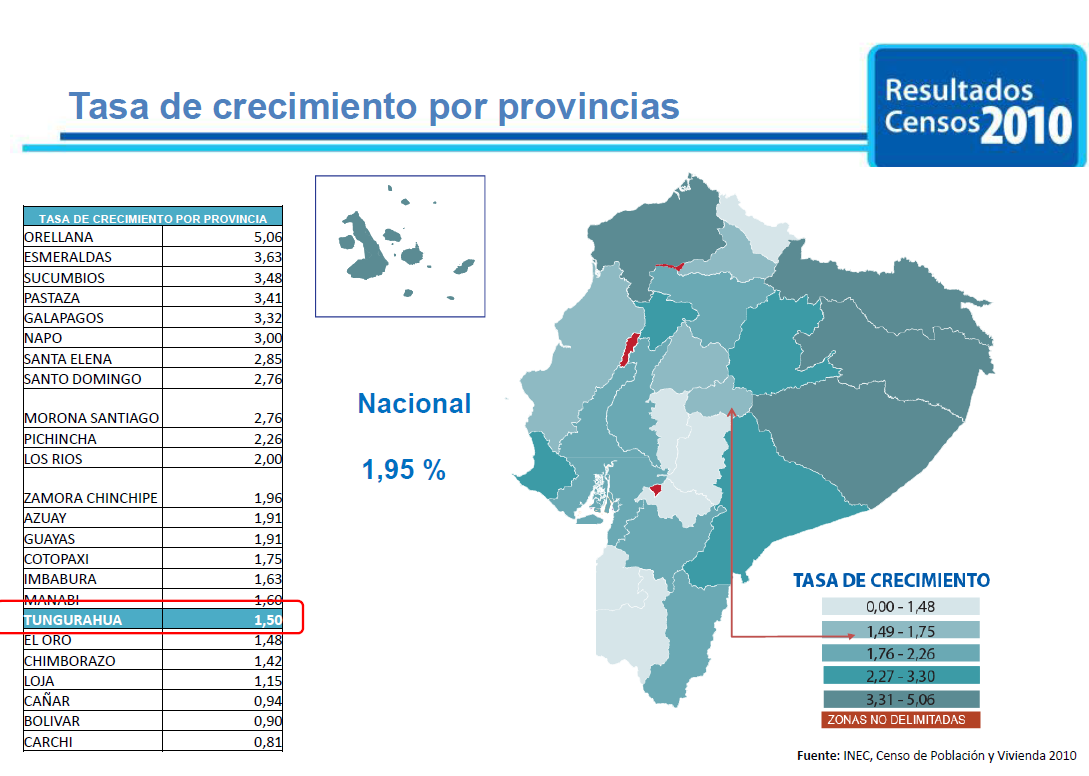 Tasa de crecimiento por provincias
Resultados
Censos 2010
TASA DE CRECIMIENTO POR PROVINCIA
ORELLANA 5,06
ESMERALDAS 3,63
SUCUMBIOS 3,48
PASTAZA 3,41
GALAPAGOS 3,32
NAPO 3,00
SANTA ELENA 2,85
SANTO DOMINGO 2,76
MORONA SANTIAGO 2,76
PICHINCHA 2,26
LOS RIOS 2,00
ZAMORA CHINCHIPE 1,96
AZUAY 1,91
GUAYAS 1,91
COTOPAXI 1,75
IMBABURA 1,63
MANABI 1,60
TUNGURAHUA 1,50
EL ORO 1,48
CHIMBORAZO 1,42
LOJA 1,15
CAÑAR 0,94
BOLIVAR 0,90
CARCHI 0,81
Nacional
1,95 %
TASA DE CRECIMIENTO
0,00 - 1,48
1,49 - 1,75
1,76 - 2,26
2,27 - 3,30
3,31 - 5,06
ZONAS NO DELIMITADAS
Fuente: INEC, Censo de Población y Vivienda 2010